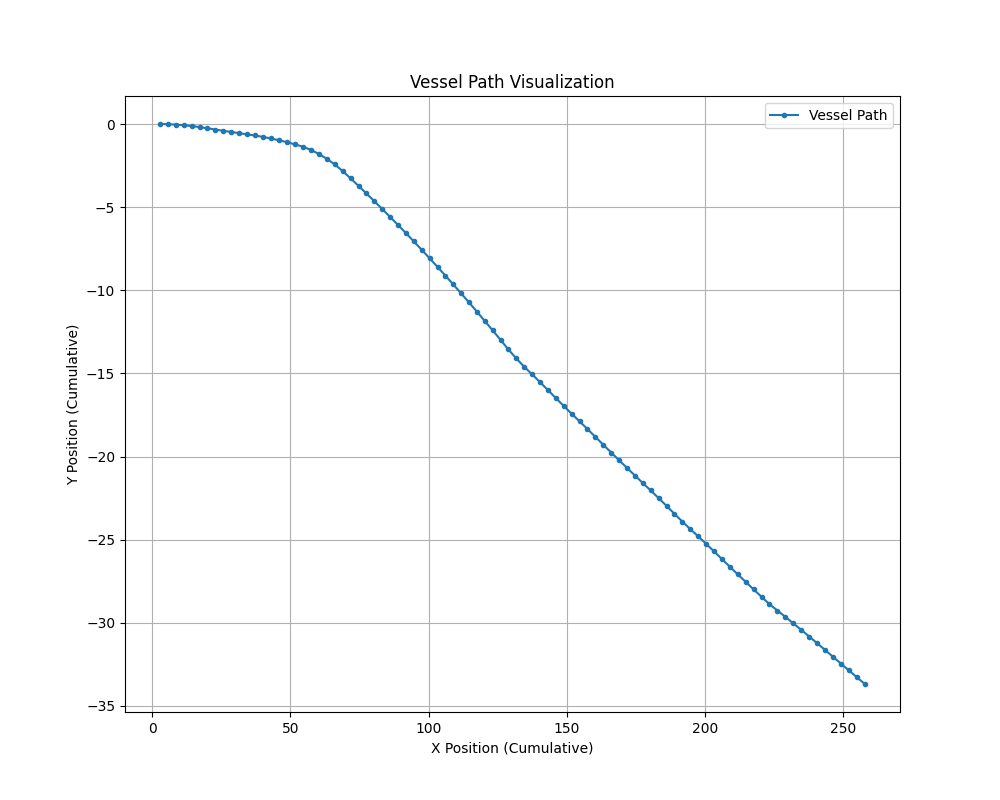 Vessel Path Visualization
Vessel Path
0
−5
−10
−15
−20
−25
−30
−35
Y Position (Cumulative)
0 50 100 150 200 250
X Position (Cumulative)